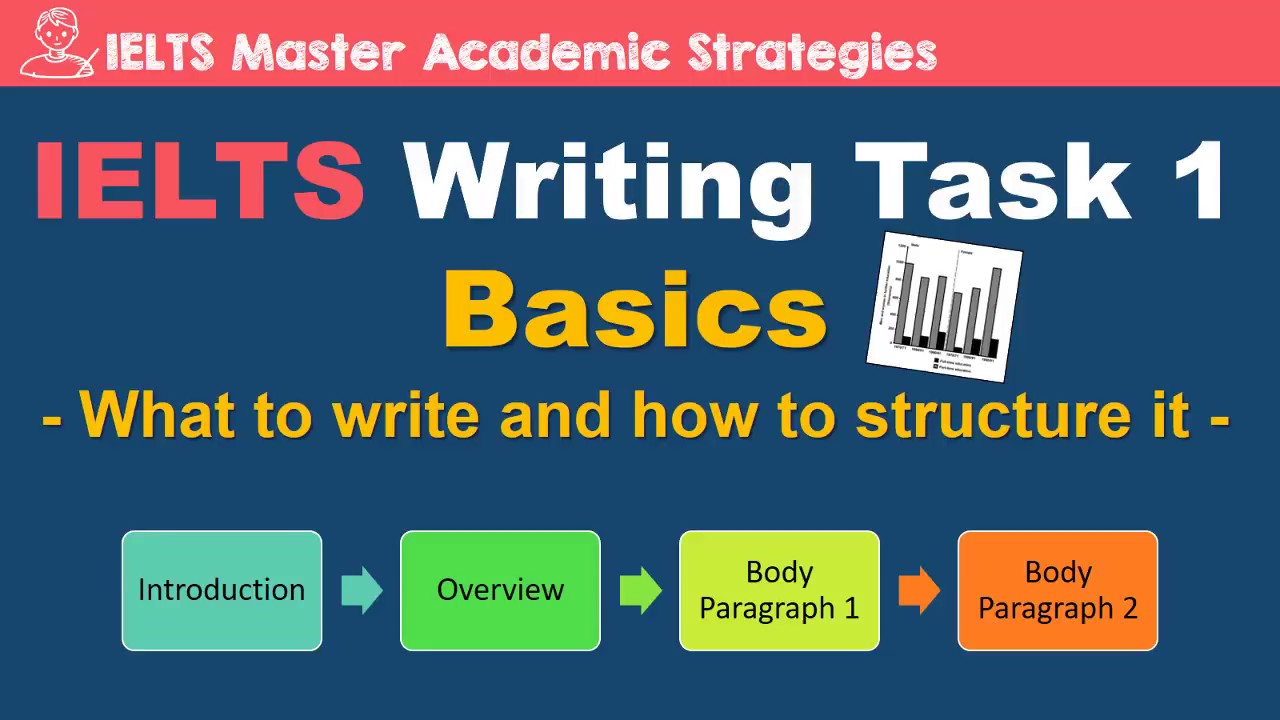 IELTS Master Academic Strategies
IELTS Writing Task 1
Basics
- What to write and how to structure it -
Introduction
Overview
Body
Paragraph 1
Body
Paragraph 2